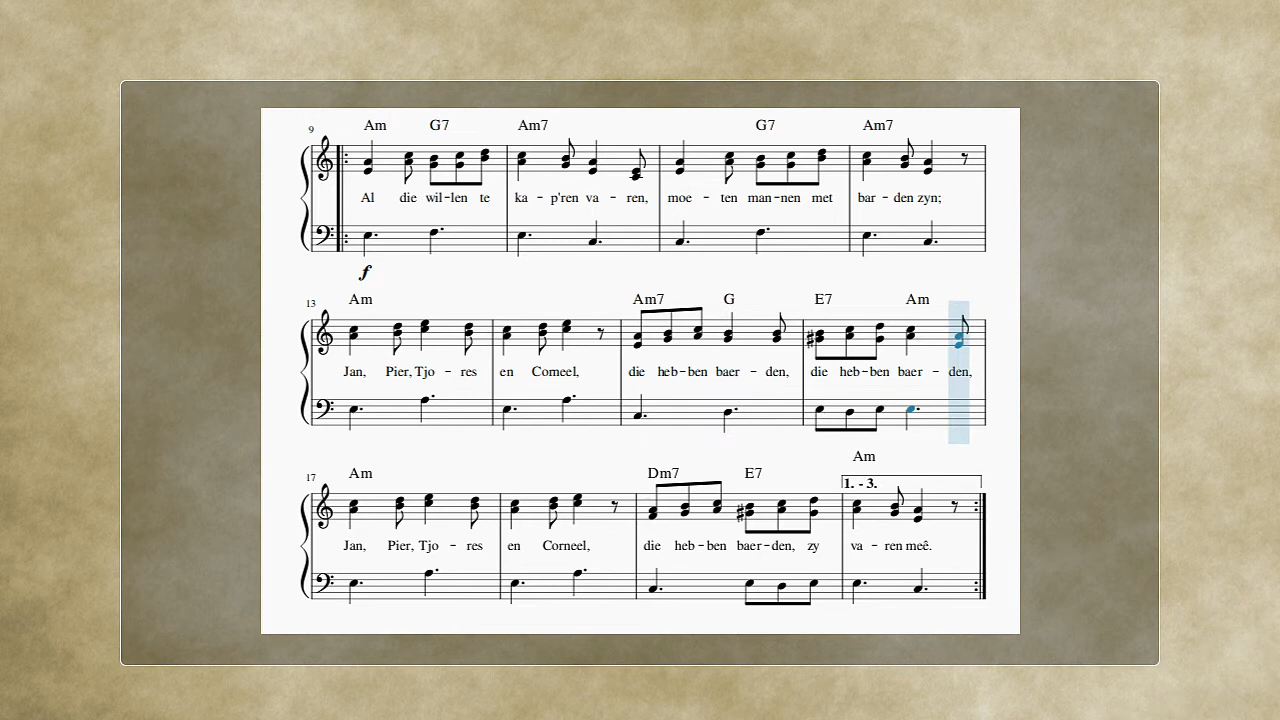 9 Am G7 Am7 G7 Am7
Al die wil-len te ka - p'ren va - ren, moe - ten man-nen met bar - den zyn;
f
13 Am Am7 G E7 Am
Jan, Pier, Tjo - res en Corneel, die heb-ben baer - den, die heb-ben baer - den,
17 Am Dm7 E7 Am
1. - 3.
Jan, Pier, Tjo - res en Corneel, die heb-ben baer-den, zy va - ren meê.